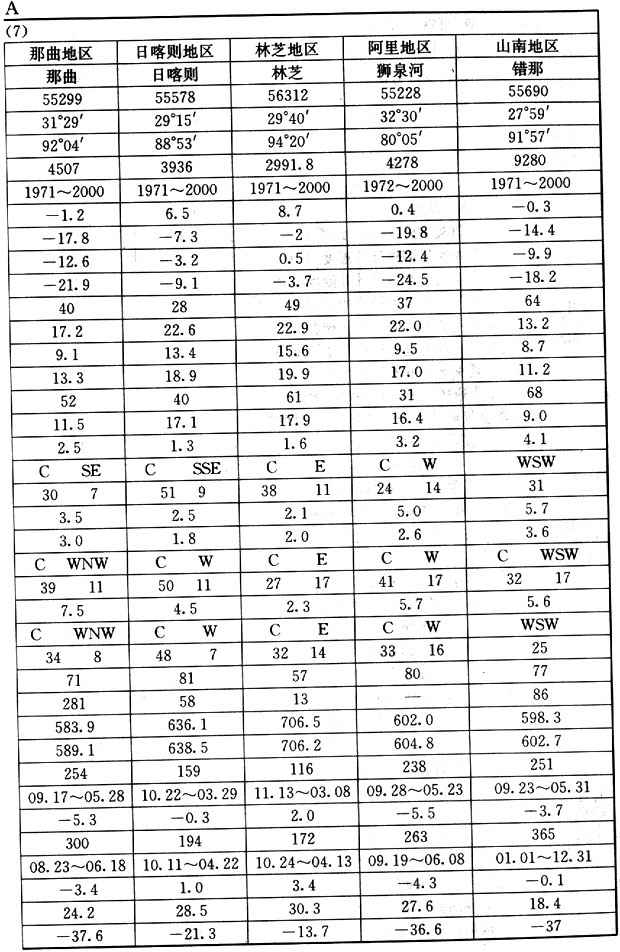 A
(7)
那曲地区 日喀则地区 林芝地区 阿里地区 山南地区
那曲 日喀则 林芝 狮泉河 错那
55299 55578 56312 55228 55690
31°29′ 29°15′ 29°40′ 32°30′ 27°59′
92°04′ 88°53′ 94°20′ 80°05′ 91°57′
4507 3936 2991.8 4278 9280
1971～2000 1971～2000 1971～2000 1972～2000 1971～2000
－1.2 6.5 8.7 0.4 －0.3
－17.8 －7.3 －2 －19.8 －14.4
－12.6 －3.2 0.5 －12.4 －9.9
－21.9 －9.1 －3.7 －24.5 －18.2
40 28 49 37 64
17.2 22.6 22.9 22.0 13.2
9.1 13.4 15.6 9.5 8.7
13.3 18.9 19.9 17.0 11.2
52 40 61 31 68
11.5 17.1 17.9 16.4 9.0
2.5 1.3 1.6 3.2 4.1
C SE C SSE C E C W WSW
30 7 51 9 38 11 24 14 31
3.5 2.5 2.1 5.0 5.7
3.0 1.8 2.0 2.6 3.6
C WNW C W C E C W C WSW
39 11 50 11 27 17 41 17 32 17
7.5 4.5 2.3 5.7 5.6
C WNW C W C E C W WSW
34 8 48 7 32 14 33 16 25
71 81 57 80 77
281 58 13 — 86
583.9 636.1 706.5 602.0 598.3
589.1 638.5 706.2 604.8 602.7
254 159 116 238 251
09.17～05.28 10.22～03.29 11.13～03.08 09.28～05.23 09.23～05.31
－5.3 －0.3 2.0 －5.5 －3.7
300 194 172 263 365
08.23～06.18 10.11～04.22 10.24～04.13 09.19～06.08 01.01～12.31
－3.4 1.0 3.4 －4.3 －0.1
24.2 28.5 30.3 27.6 18.4
－37.6 －21.3 －13.7 －36.6 －37